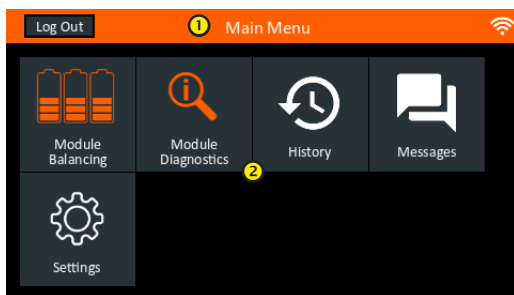 Log Out
1
Main Menu
Module
Balancing
Module
Diagnostics
History
Messages
2
Settings